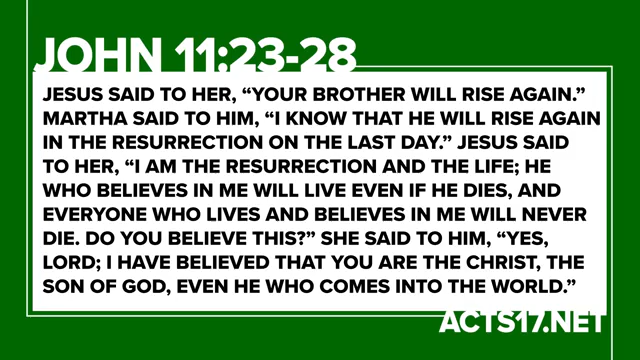 JOHN 11:23-28
JESUS SAID TO HER, “YOUR BROTHER WILL RISE AGAIN.”
MARTHA SAID TO HIM, “I KNOW THAT HE WILL RISE AGAIN
IN THE RESURRECTION ON THE LAST DAY.” JESUS SAID
TO HER, “I AM THE RESURRECTION AND THE LIFE; HE
WHO BELIEVES IN ME WILL LIVE EVEN IF HE DIES, AND
EVERYONE WHO LIVES AND BELIEVES IN ME WILL NEVER
DIE. DO YOU BELIEVE THIS?” SHE SAID TO HIM, “YES,
LORD; I HAVE BELIEVED THAT YOU ARE THE CHRIST, THE
SON OF GOD, EVEN HE WHO COMES INTO THE WORLD.”
ACTS17.NET